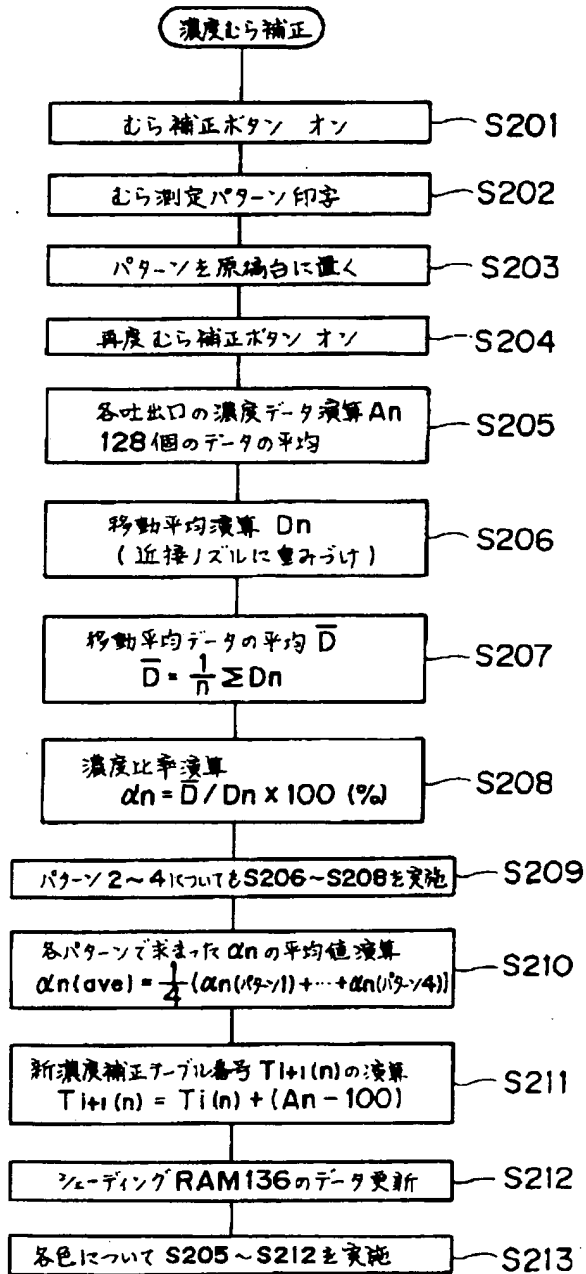 濃度むら補正
むら補正ボタン オン
S201
むら測定パターン印字
S202
パターンを原稿台に置く
S203
再度むら補正ボタン オン
S204
各吐出口の濃度データ演算 An
128個のデータの平均
S205
移動平均演算 Dn
(近接ノズルに重みづけ)
S206
移動平均データの平均 D̅
D̅ = 1/n ΣDn
S207
濃度比率演算
αn = D̅/Dn × 100 (%)
S208
パターン2～4についてもS206～S208を実施
S209
各パターンで求まった αn の平均値演算
αn(ave) = 1/4 {αn(パターン1) + ‥‥ + αn(パターン4)}
S210
新濃度補正テーブル番号 Ti+1(n)の演算
Ti+1(n) = Ti(n) + (An − 100)
S211
シェーディングRAM136のデータ更新
S212
各色について S205～S212を実施
S213